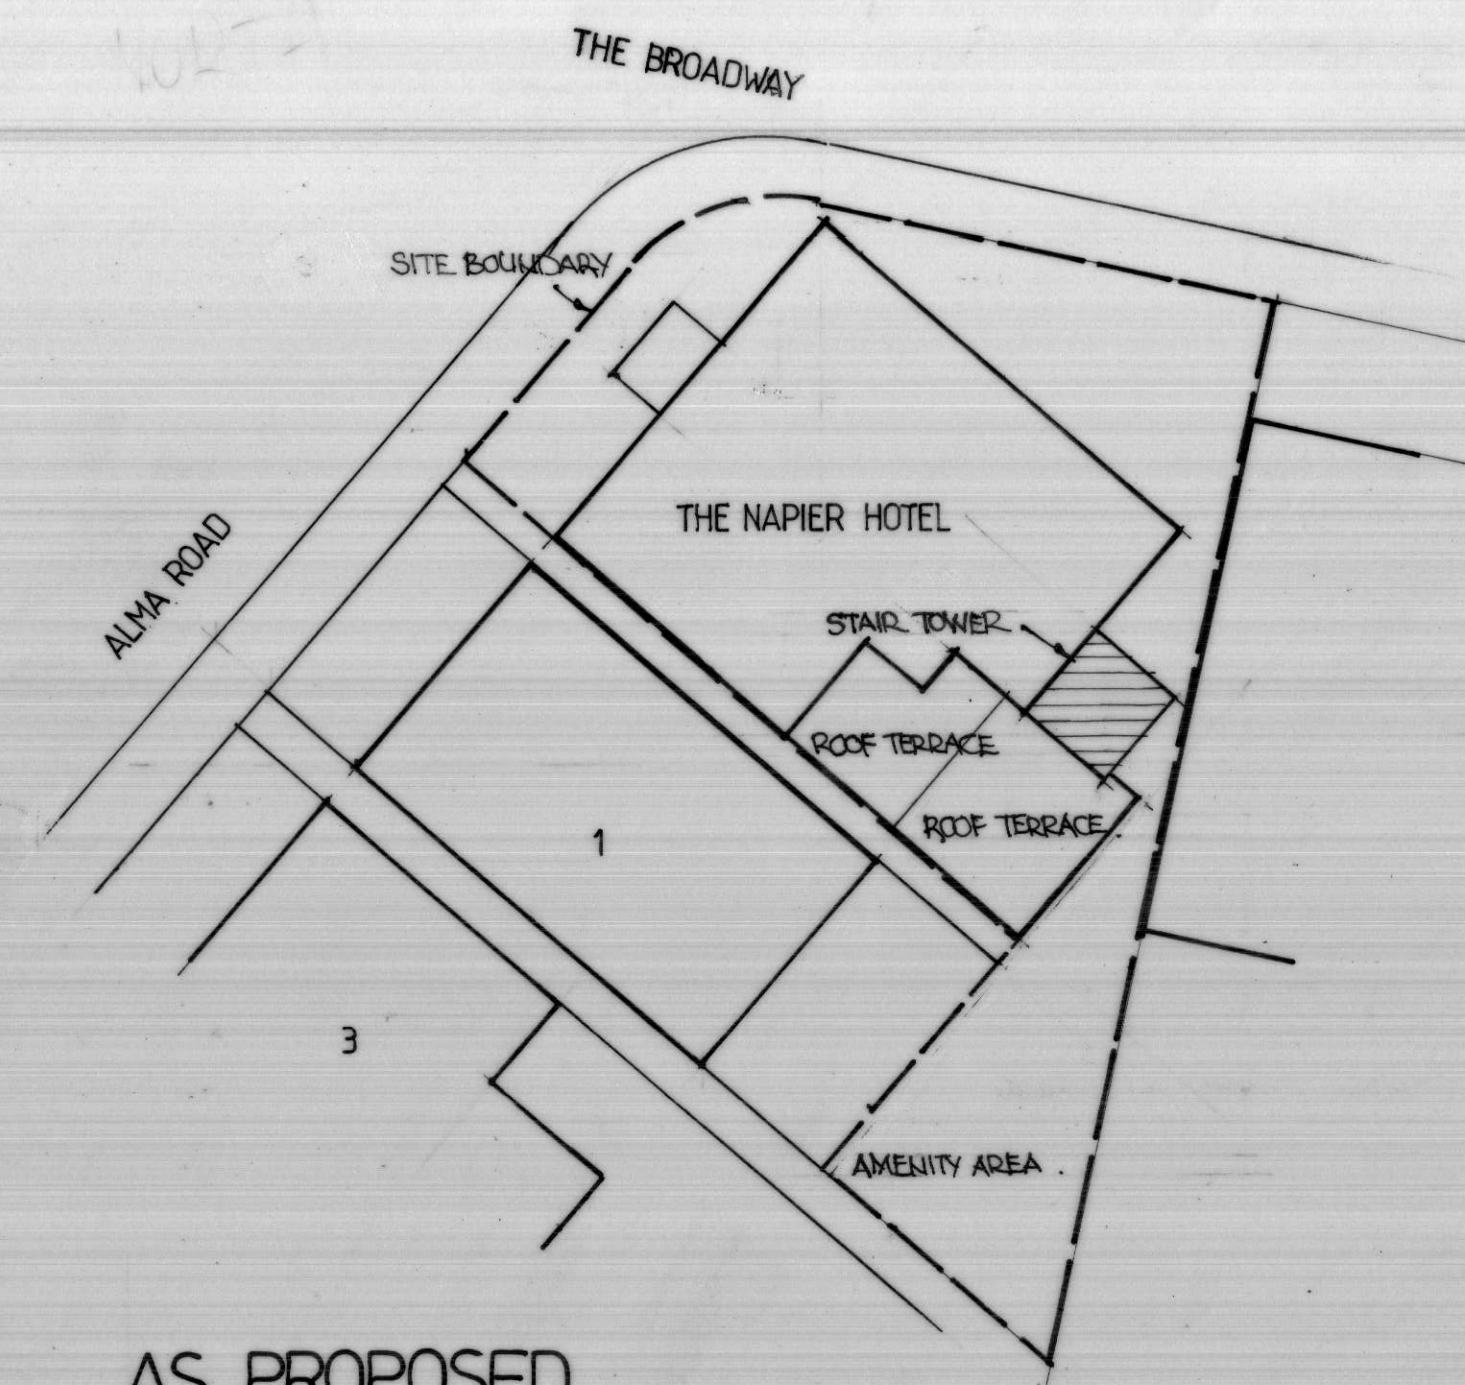 THE BROADWAY
SITE BOUNDARY
ALMA ROAD
THE NAPIER HOTEL
STAIR TOWER
ROOF TERRACE
ROOF TERRACE.
1
3
AMENITY AREA.
AS PROPOSED